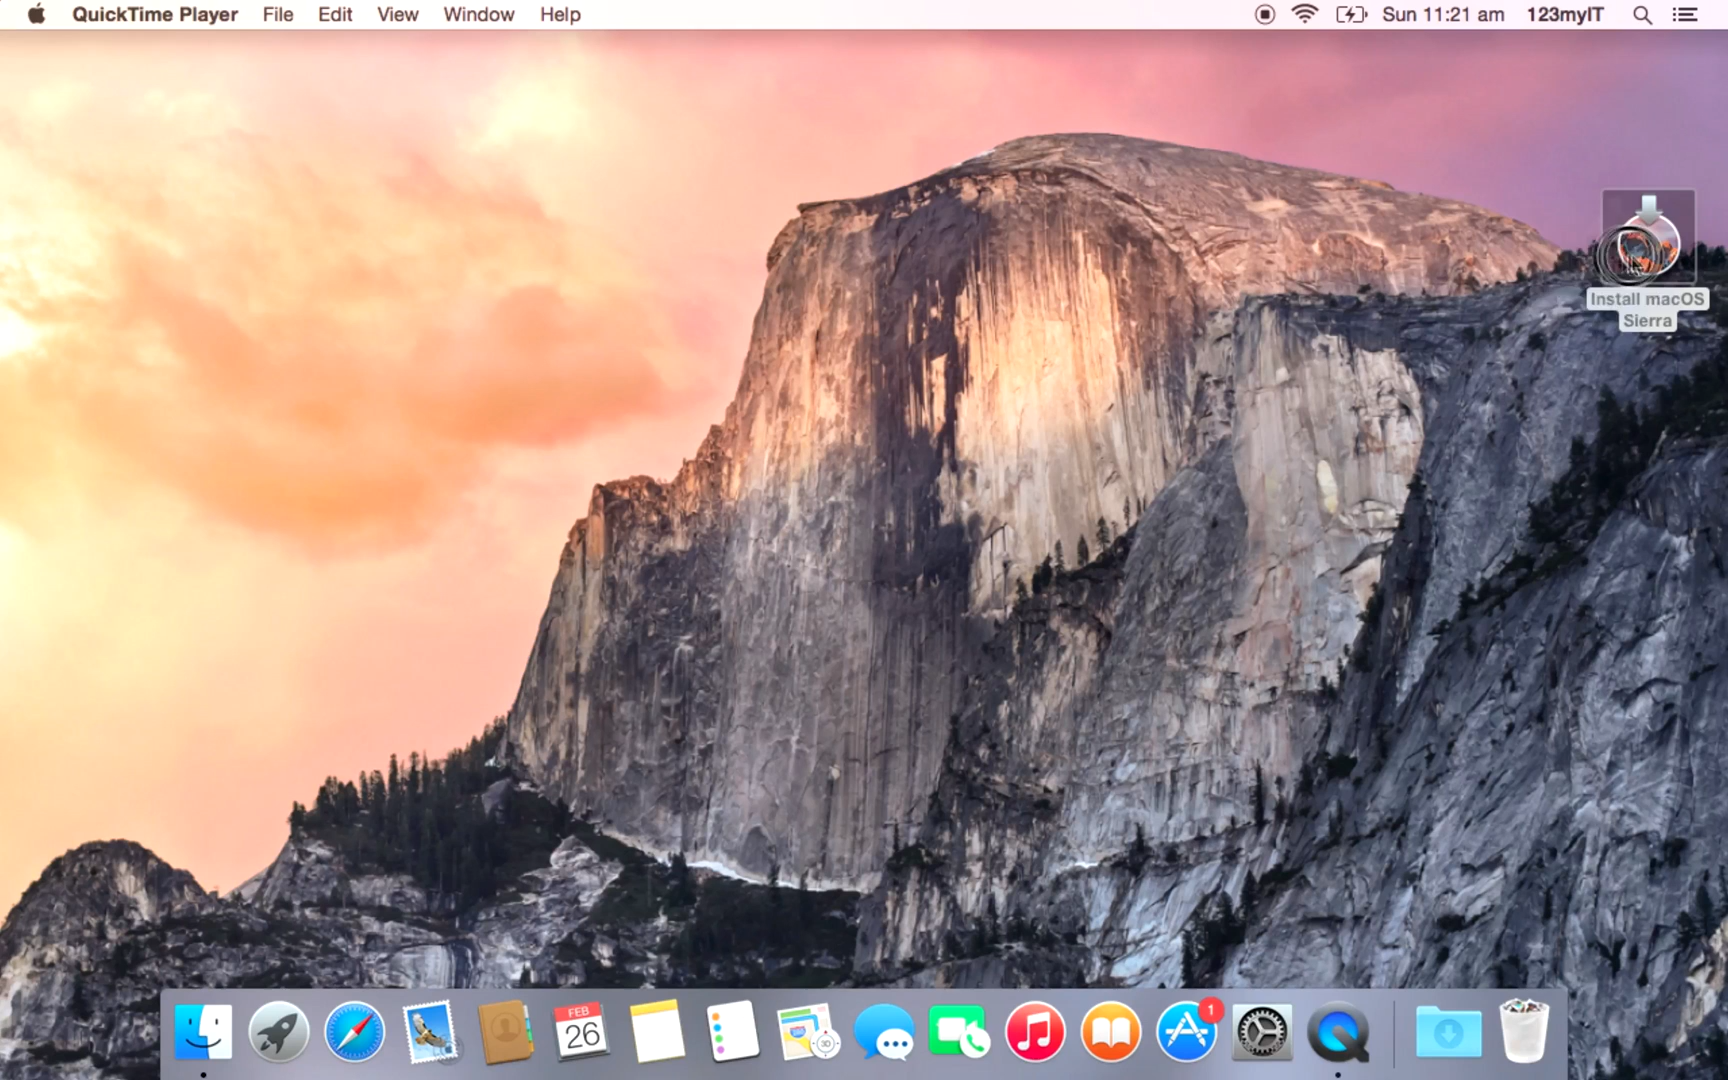 QuickTime Player File Edit View Window Help Sun 11:21 am 123myIT
Install macOS
Sierra
FEB
26
1